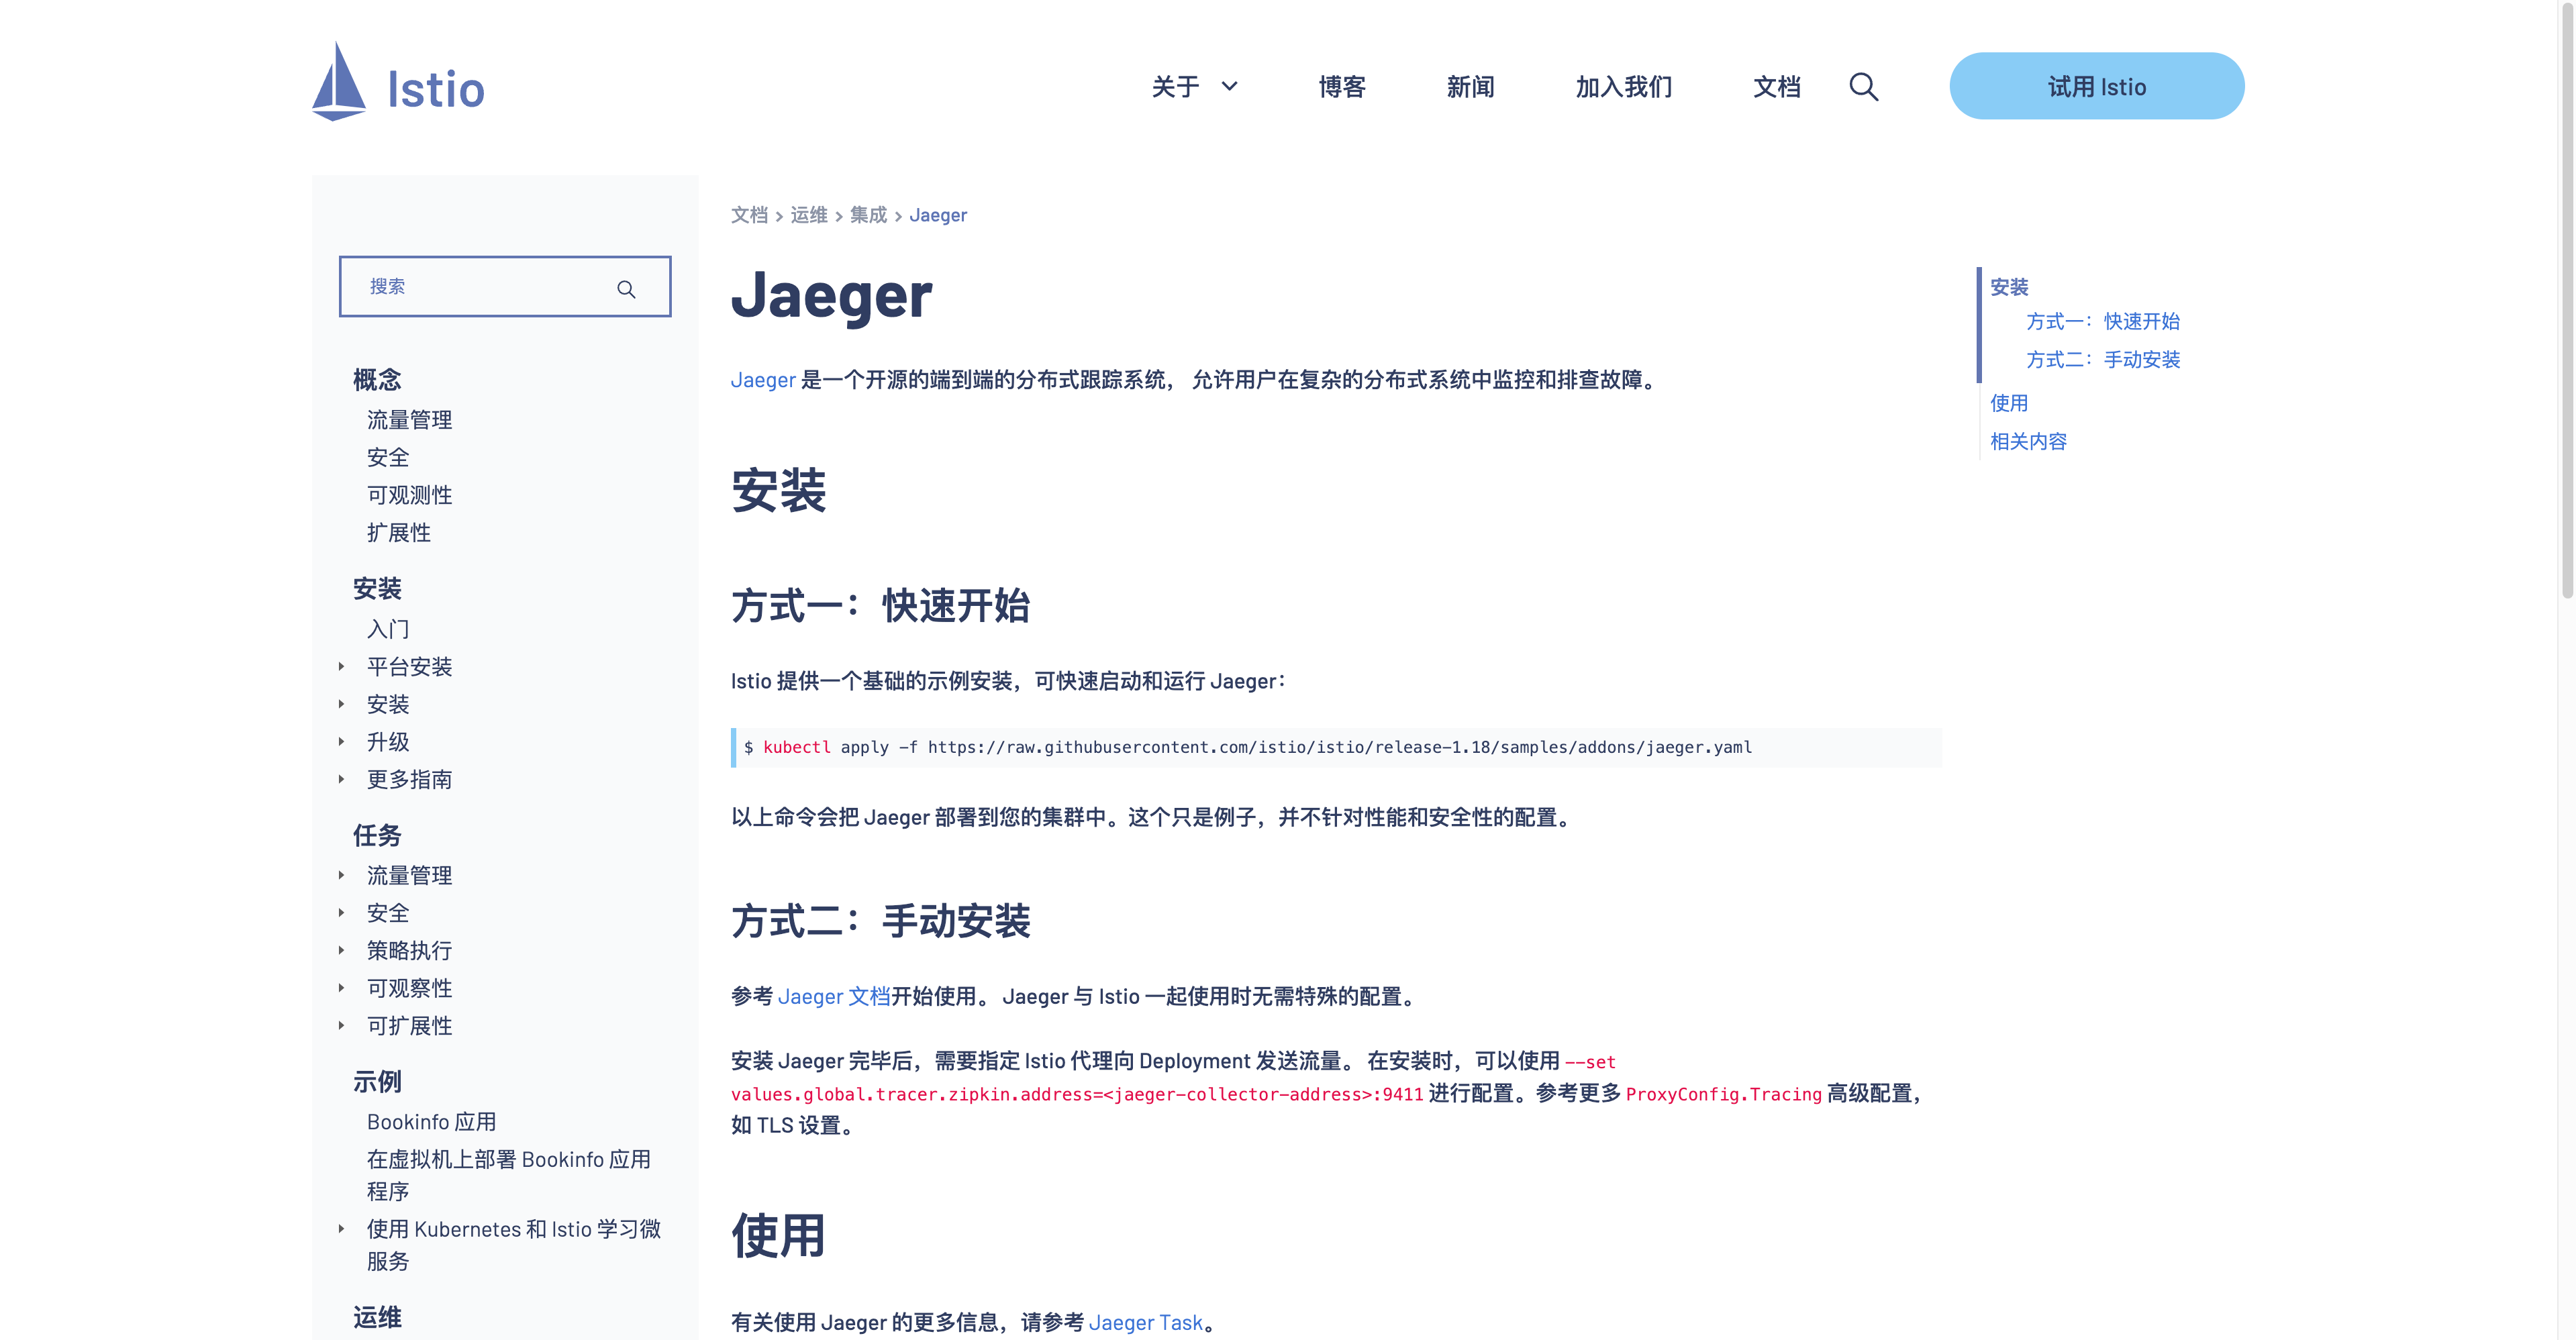 Istio
关于
博客
新闻
加入我们
文档
试用 Istio
搜索
概念
流量管理
安全
可观测性
扩展性
安装
入门
平台安装
安装
升级
更多指南
任务
流量管理
安全
策略执行
可观察性
可扩展性
示例
Bookinfo 应用
在虚拟机上部署 Bookinfo 应用
程序
使用 Kubernetes 和 Istio 学习微
服务
运维
文档 > 运维 > 集成 > Jaeger
Jaeger
Jaeger 是一个开源的端到端的分布式跟踪系统， 允许用户在复杂的分布式系统中监控和排查故障。
安装
方式一：快速开始
Istio 提供一个基础的示例安装，可快速启动和运行 Jaeger：
$ kubectl apply -f https://raw.githubusercontent.com/istio/istio/release-1.18/samples/addons/jaeger.yaml
以上命令会把 Jaeger 部署到您的集群中。这个只是例子，并不针对性能和安全性的配置。
方式二：手动安装
参考 Jaeger 文档开始使用。 Jaeger 与 Istio 一起使用时无需特殊的配置。
安装 Jaeger 完毕后，需要指定 Istio 代理向 Deployment 发送流量。 在安装时，可以使用 --set
values.global.tracer.zipkin.address=<jaeger-collector-address>:9411 进行配置。参考更多 ProxyConfig.Tracing 高级配置，
如 TLS 设置。
使用
有关使用 Jaeger 的更多信息，请参考 Jaeger Task。
安装
方式一：快速开始
方式二：手动安装
使用
相关内容